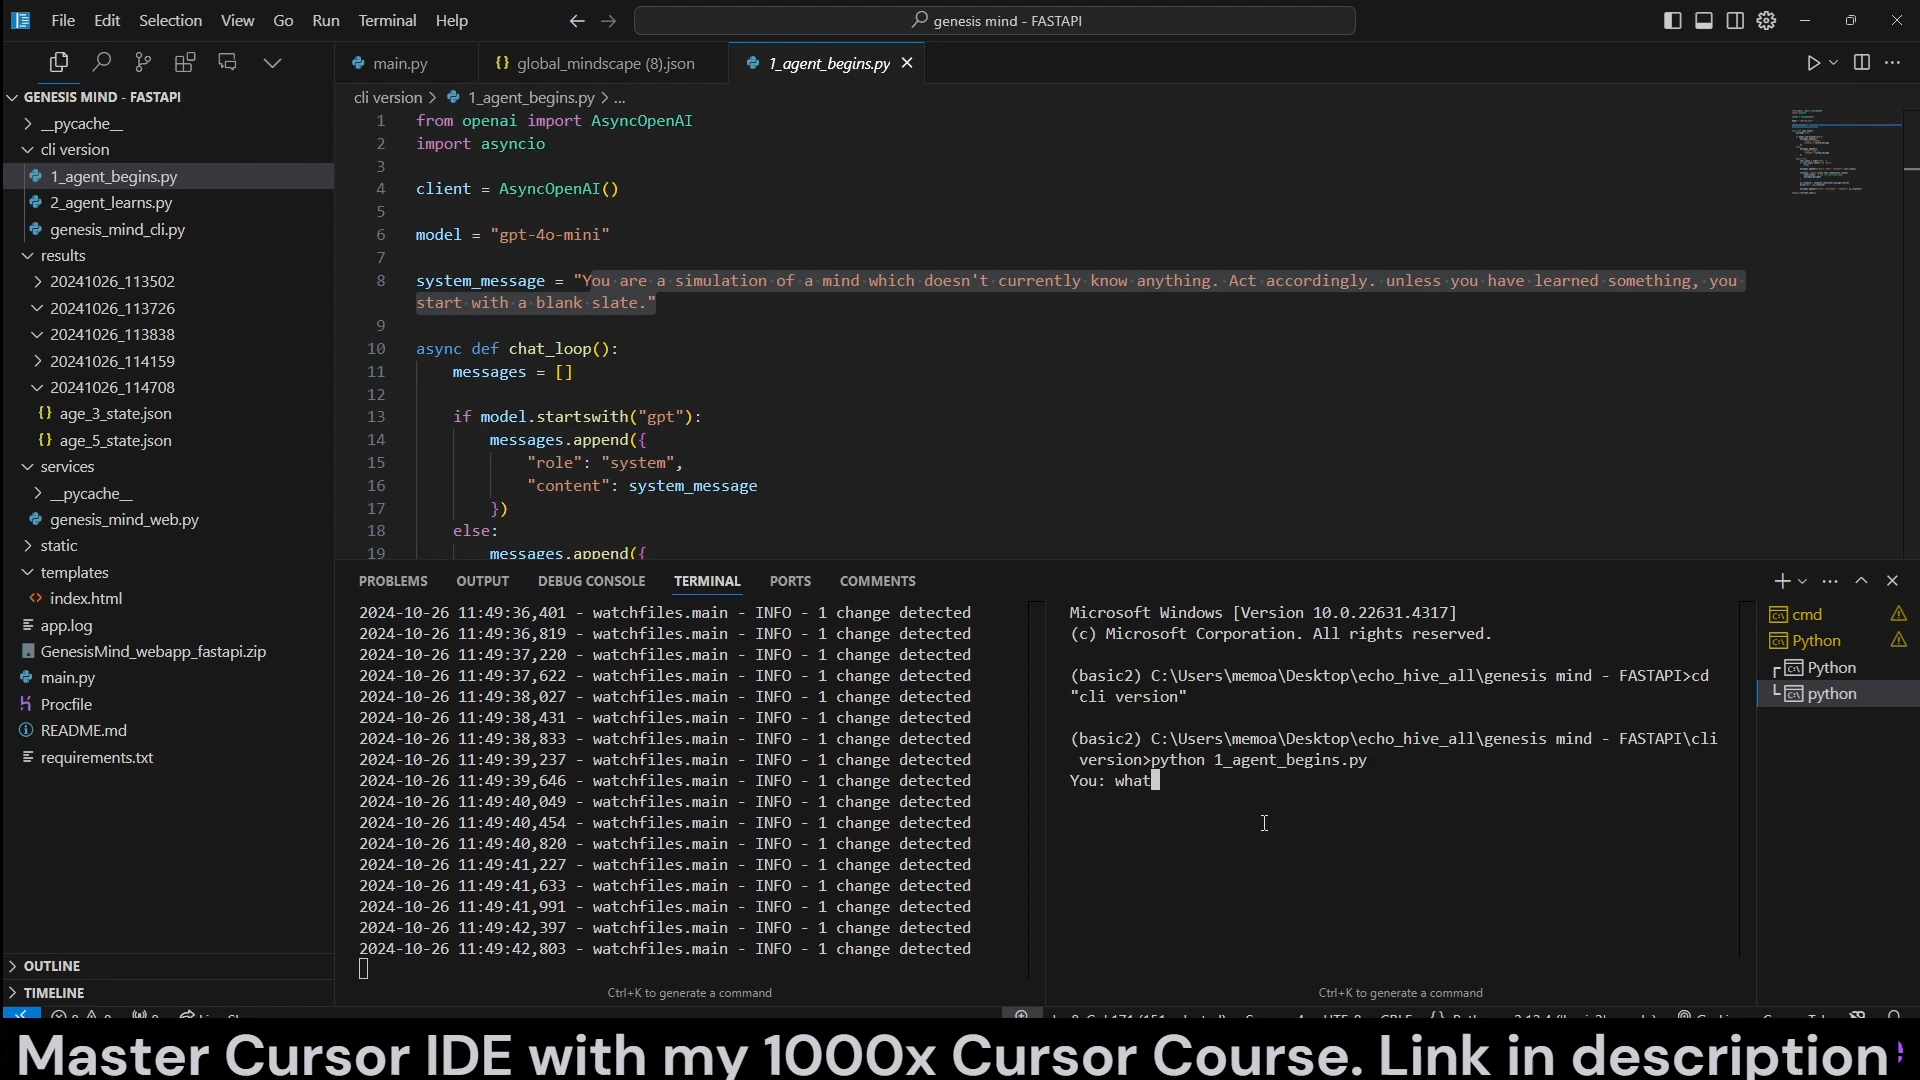 File Edit Selection View Go Run Terminal Help
genesis mind - FASTAPI
main.py
global_mindscape (8).json
1_agent_begins.py
GENESIS MIND - FASTAPI
__pycache__
cli version
1_agent_begins.py
2_agent_learns.py
genesis_mind_cli.py
results
20241026_113502
20241026_113726
20241026_113838
20241026_114159
20241026_114708
{} age_3_state.json
{} age_5_state.json
services
__pycache__
genesis_mind_web.py
static
templates
<> index.html
app.log
GenesisMind_webapp_fastapi.zip
main.py
Procfile
README.md
requirements.txt
OUTLINE
TIMELINE
cli version > 1_agent_begins.py > ...
1 from openai import AsyncOpenAI
2 import asyncio
3
4 client = AsyncOpenAI()
5
6 model = "gpt-4o-mini"
7
8 system_message = "You are a simulation of a mind which doesn't currently know anything. Act accordingly. unless you have learned something, you
start with a blank slate."
9
10 async def chat_loop():
11 messages = []
12
13 if model.startswith("gpt"):
14 messages.append({
15 "role": "system",
16 "content": system_message
17 })
18 else:
19 messages.append({
PROBLEMS OUTPUT DEBUG CONSOLE TERMINAL PORTS COMMENTS
2024-10-26 11:49:36,401 - watchfiles.main - INFO - 1 change detected
2024-10-26 11:49:36,819 - watchfiles.main - INFO - 1 change detected
2024-10-26 11:49:37,220 - watchfiles.main - INFO - 1 change detected
2024-10-26 11:49:37,622 - watchfiles.main - INFO - 1 change detected
2024-10-26 11:49:38,027 - watchfiles.main - INFO - 1 change detected
2024-10-26 11:49:38,431 - watchfiles.main - INFO - 1 change detected
2024-10-26 11:49:38,833 - watchfiles.main - INFO - 1 change detected
2024-10-26 11:49:39,237 - watchfiles.main - INFO - 1 change detected
2024-10-26 11:49:39,646 - watchfiles.main - INFO - 1 change detected
2024-10-26 11:49:40,049 - watchfiles.main - INFO - 1 change detected
2024-10-26 11:49:40,454 - watchfiles.main - INFO - 1 change detected
2024-10-26 11:49:40,820 - watchfiles.main - INFO - 1 change detected
2024-10-26 11:49:41,227 - watchfiles.main - INFO - 1 change detected
2024-10-26 11:49:41,633 - watchfiles.main - INFO - 1 change detected
2024-10-26 11:49:41,991 - watchfiles.main - INFO - 1 change detected
2024-10-26 11:49:42,397 - watchfiles.main - INFO - 1 change detected
2024-10-26 11:49:42,803 - watchfiles.main - INFO - 1 change detected
Ctrl+K to generate a command
Microsoft Windows [Version 10.0.22631.4317]
(c) Microsoft Corporation. All rights reserved.
(basic2) C:\Users\memoa\Desktop\echo_hive_all\genesis mind - FASTAPI>cd
"cli version"
(basic2) C:\Users\memoa\Desktop\echo_hive_all\genesis mind - FASTAPI\cli
version>python 1_agent_begins.py
You: what
Ctrl+K to generate a command
cmd
Python
Python
python
Master Cursor IDE with my 1000x Cursor Course. Link in description